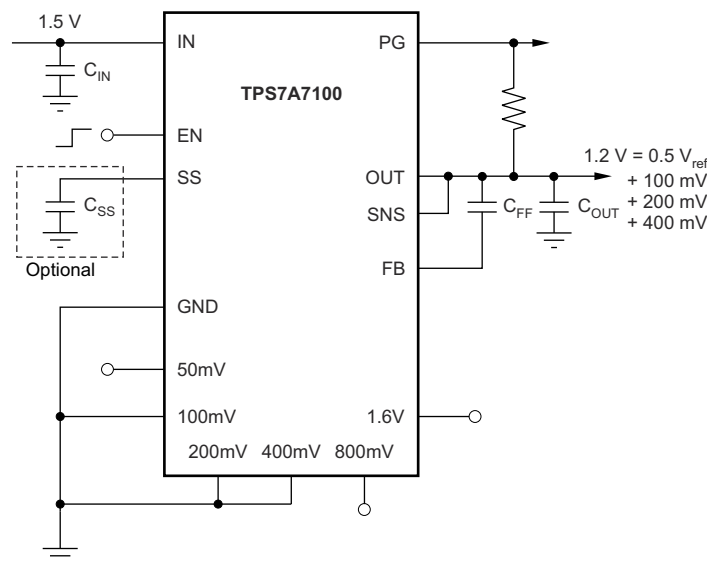 1.5 V
IN
PG
C_IN
TPS7A7100
EN
SS
OUT
1.2 V = 0.5 V_ref
+ 100 mV
+ 200 mV
+ 400 mV
C_SS
SNS
C_FF
C_OUT
Optional
FB
GND
50mV
100mV
1.6V
200mV 400mV 800mV